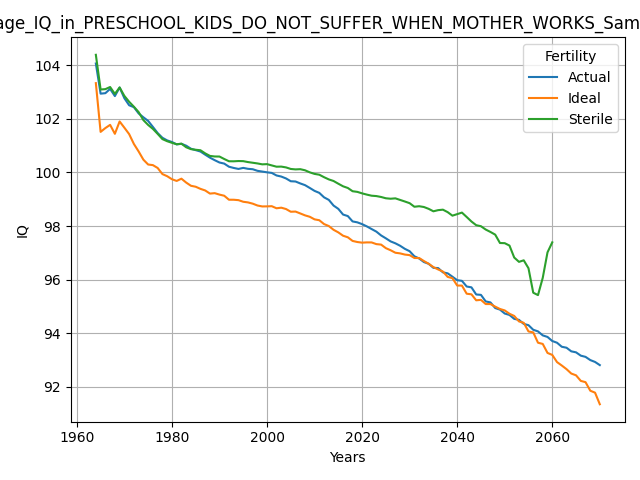 age_IQ_in_PRESCHOOL_KIDS_DO_NOT_SUFFER_WHEN_MOTHER_WORKS_Sam
Fertility
Actual
Ideal
Sterile
104
102
100
98
96
94
92
IQ
1960
1980
2000
2020
2040
2060
Years